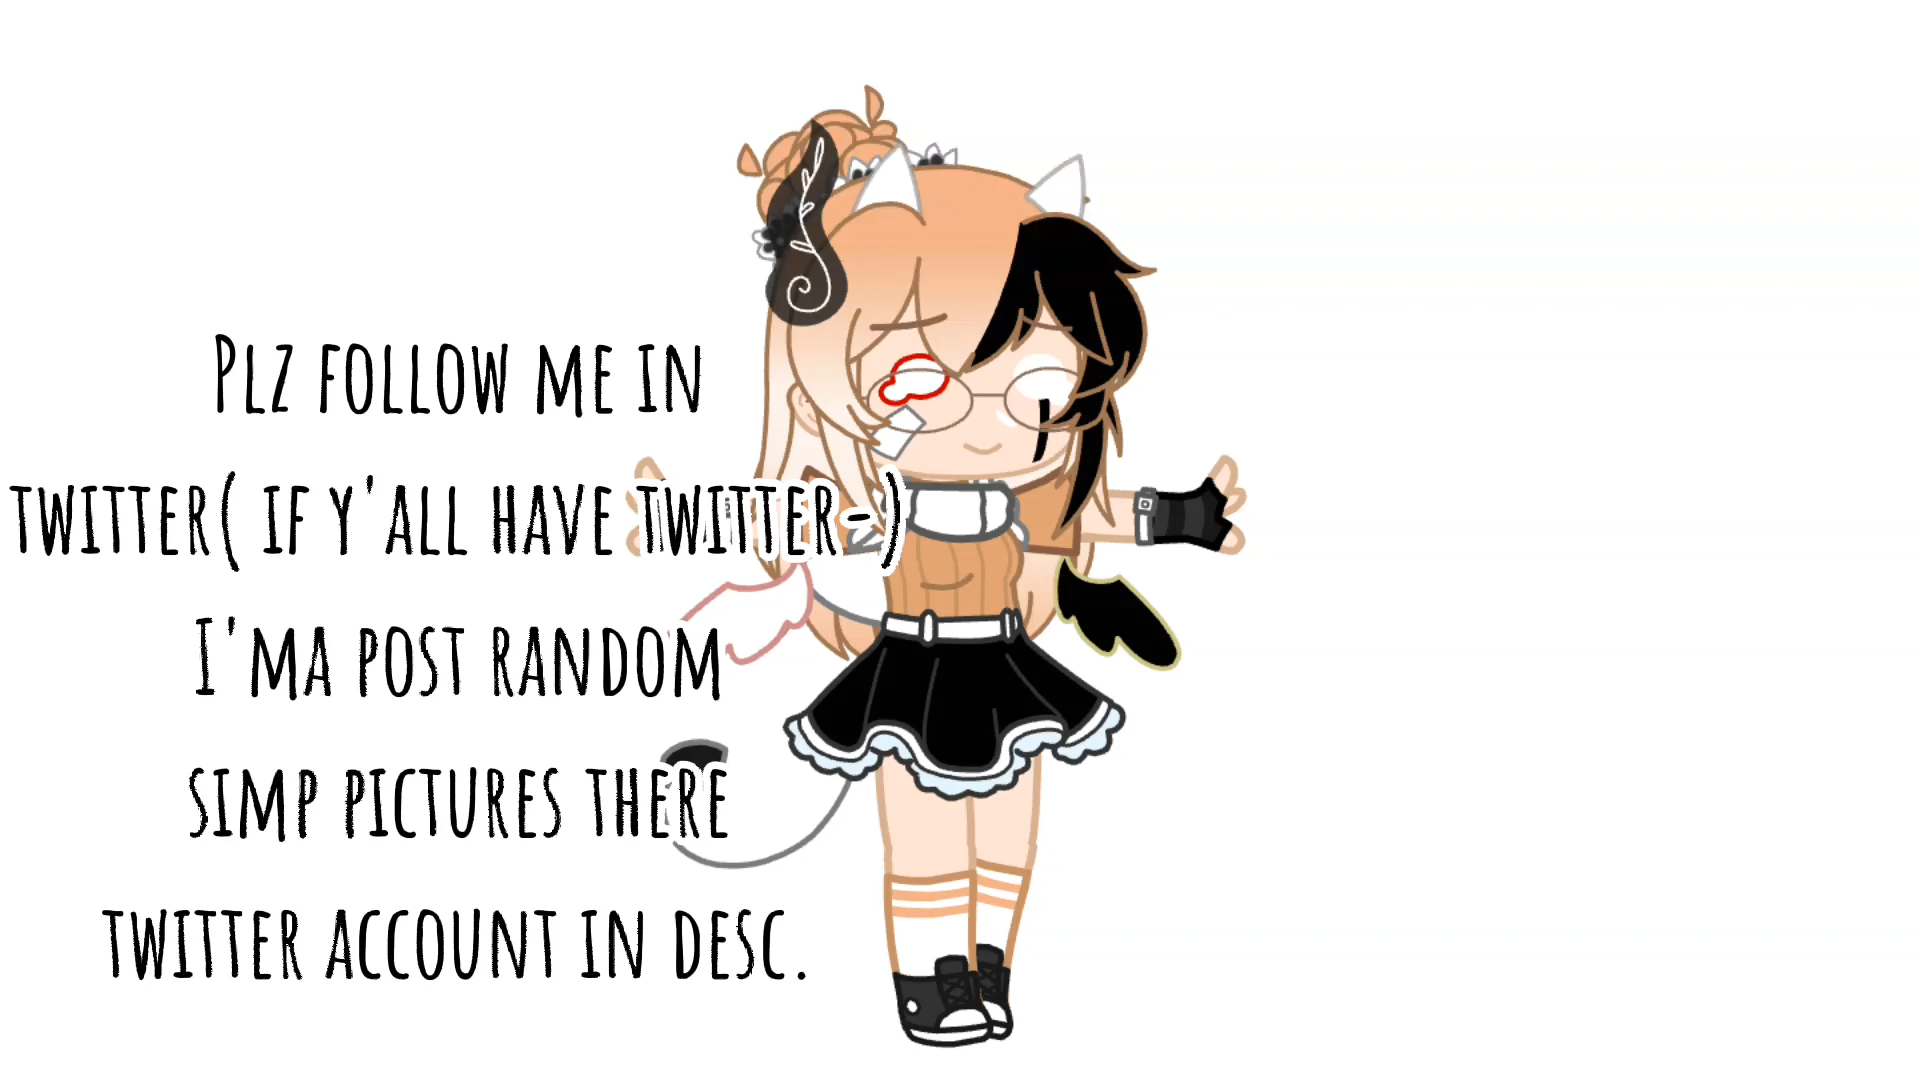 Plz follow me in
twitter( if y'all have twitter-)
I'ma post random
simp pictures there
twitter account in desc.